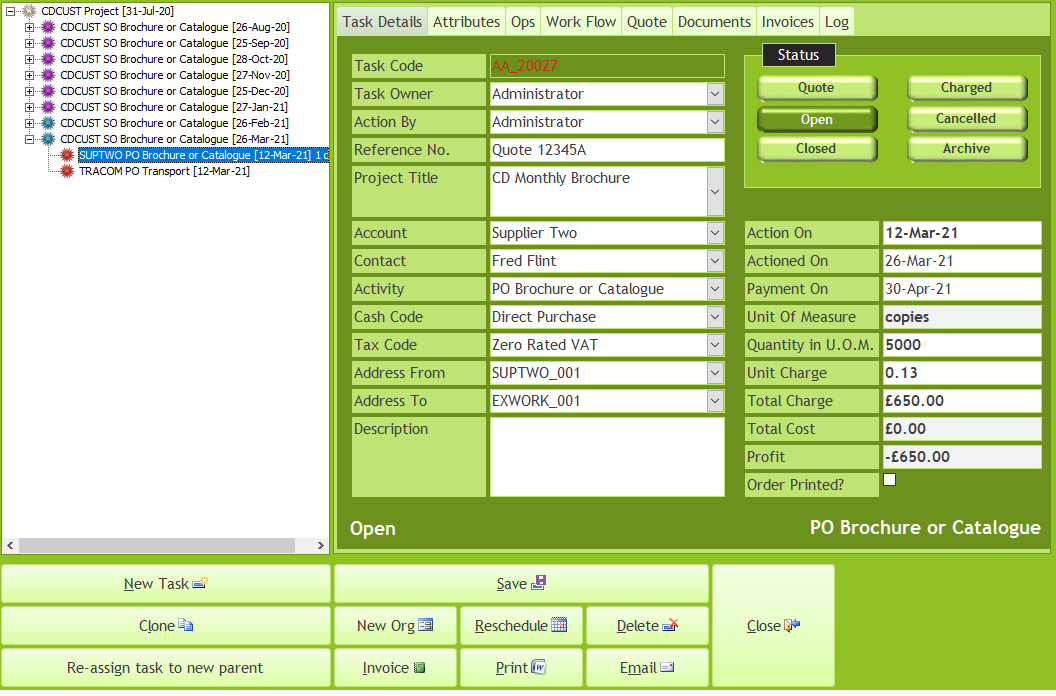 CDCUST Project [31-Jul-20]
CDCUST SO Brochure or Catalogue [26-Aug-20]
CDCUST SO Brochure or Catalogue [25-Sep-20]
CDCUST SO Brochure or Catalogue [28-Oct-20]
CDCUST SO Brochure or Catalogue [27-Nov-20]
CDCUST SO Brochure or Catalogue [25-Dec-20]
CDCUST SO Brochure or Catalogue [27-Jan-21]
CDCUST SO Brochure or Catalogue [26-Feb-21]
CDCUST SO Brochure or Catalogue [26-Mar-21]
SUPTWO PO Brochure or Catalogue [12-Mar-21] 1 c
TRACOM PO Transport [12-Mar-21]
Task Details Attributes Ops Work Flow Quote Documents Invoices Log
Task Code AA_20027
Task Owner Administrator
Action By Administrator
Reference No. Quote 12345A
Project Title CD Monthly Brochure
Account Supplier Two
Contact Fred Flint
Activity PO Brochure or Catalogue
Cash Code Direct Purchase
Tax Code Zero Rated VAT
Address From SUPTWO_001
Address To EXWORK_001
Description
Status
Quote Charged
Open Cancelled
Closed Archive
Action On 12-Mar-21
Actioned On 26-Mar-21
Payment On 30-Apr-21
Unit Of Measure copies
Quantity in U.O.M. 5000
Unit Charge 0.13
Total Charge £650.00
Total Cost £0.00
Profit -£650.00
Order Printed?
Open PO Brochure or Catalogue
New Task Save
Clone New Org Reschedule Delete Close
Re-assign task to new parent Invoice Print Email